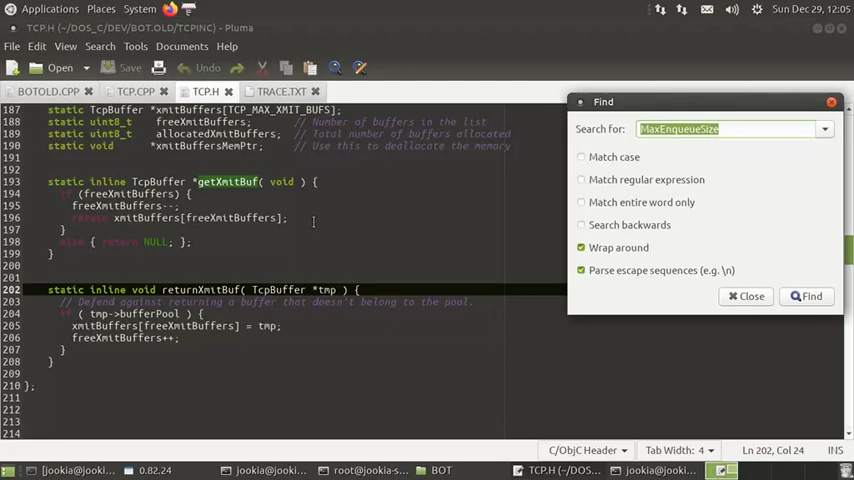 Applications Places System Sun Dec 29, 12:05
TCP.H (~/DOS_C/DEV/BOT.OLD/TCPINC) - Pluma
File Edit View Search Tools Documents Help
Open Save Undo
BOTOLD.CPP TCP.CPP TCP.H TRACE.TXT
187 static TcpBuffer *xmitBuffers[TCP_MAX_XMIT_BUFS];
188 static uint8_t freeXmitBuffers; // Number of buffers in the list
189 static uint8_t allocatedXmitBuffers; // Total number of buffers allocated
190 static void *xmitBuffersMemPtr; // Use this to deallocate the memory
191
192
193 static inline TcpBuffer *getXmitBuf( void ) {
194 if (freeXmitBuffers) {
195 freeXmitBuffers--;
196 return xmitBuffers[freeXmitBuffers];
197 }
198 else { return NULL; };
199 }
200
201
202 static inline void returnXmitBuf( TcpBuffer *tmp ) {
203 // Defend against returning a buffer that doesn't belong to the pool.
204 if ( tmp->bufferPool ) {
205 xmitBuffers[freeXmitBuffers] = tmp;
206 freeXmitBuffers++;
207 }
208 }
209
210 };
211
212
213
214
Find
Search for: MaxEnqueueSize
Match case
Match regular expression
Match entire word only
Search backwards
Wrap around
Parse escape sequences (e.g. \n)
Close Find
C/ObjC Header Tab Width: 4 Ln 202, Col 24 INS
[jookia@jooki... 0.82.24 jookia@jooki... root@jookia-s... BOT TCP.H (~/DOS... jookia@jooki...